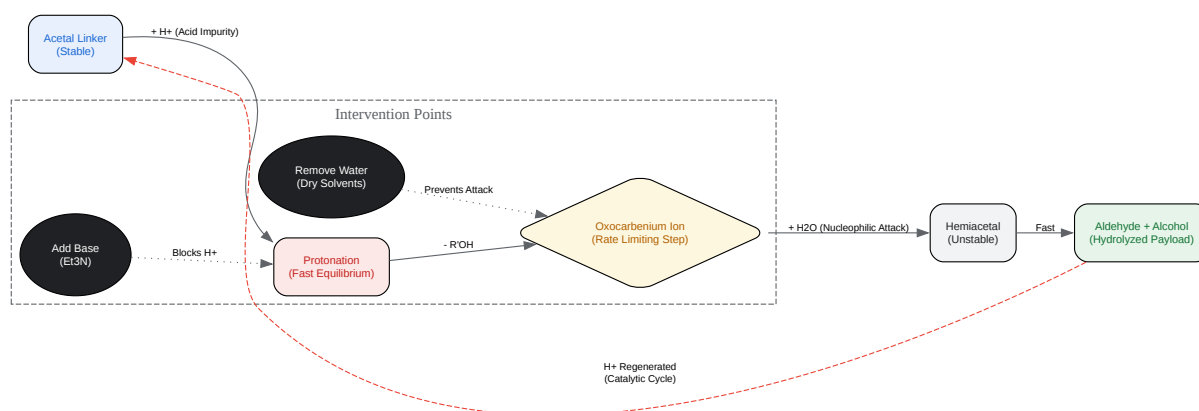 Acetal Linker
(Stable)
+ H+ (Acid Impurity)
Intervention Points
Remove Water
(Dry Solvents)
Prevents Attack
Add Base
(Et3N)
Blocks H+
Protonation
(Fast Equilibrium)
- R'OH
Oxocarbenium Ion
(Rate Limiting Step)
+ H2O (Nucleophilic Attack)
Hemiacetal
(Unstable)
Fast
Aldehyde + Alcohol
(Hydrolyzed Payload)
H+ Regenerated
(Catalytic Cycle)